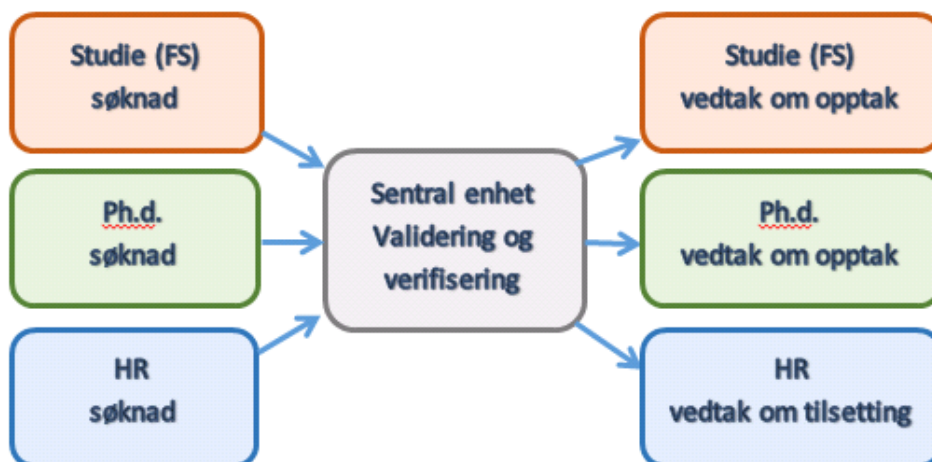 Studie (FS)
søknad
Ph.d.
søknad
HR
søknad
Sentral enhet
Validering og
verifisering
Studie (FS)
vedtak om opptak
Ph.d.
vedtak om opptak
HR
vedtak om tilsetting